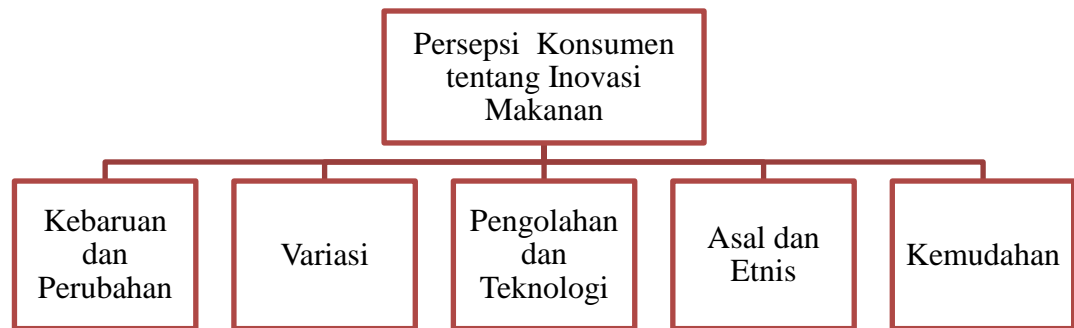 Persepsi Konsumen
tentang Inovasi
Makanan
Kebaruan
dan
Perubahan
Variasi
Pengolahan
dan
Teknologi
Asal dan
Etnis
Kemudahan